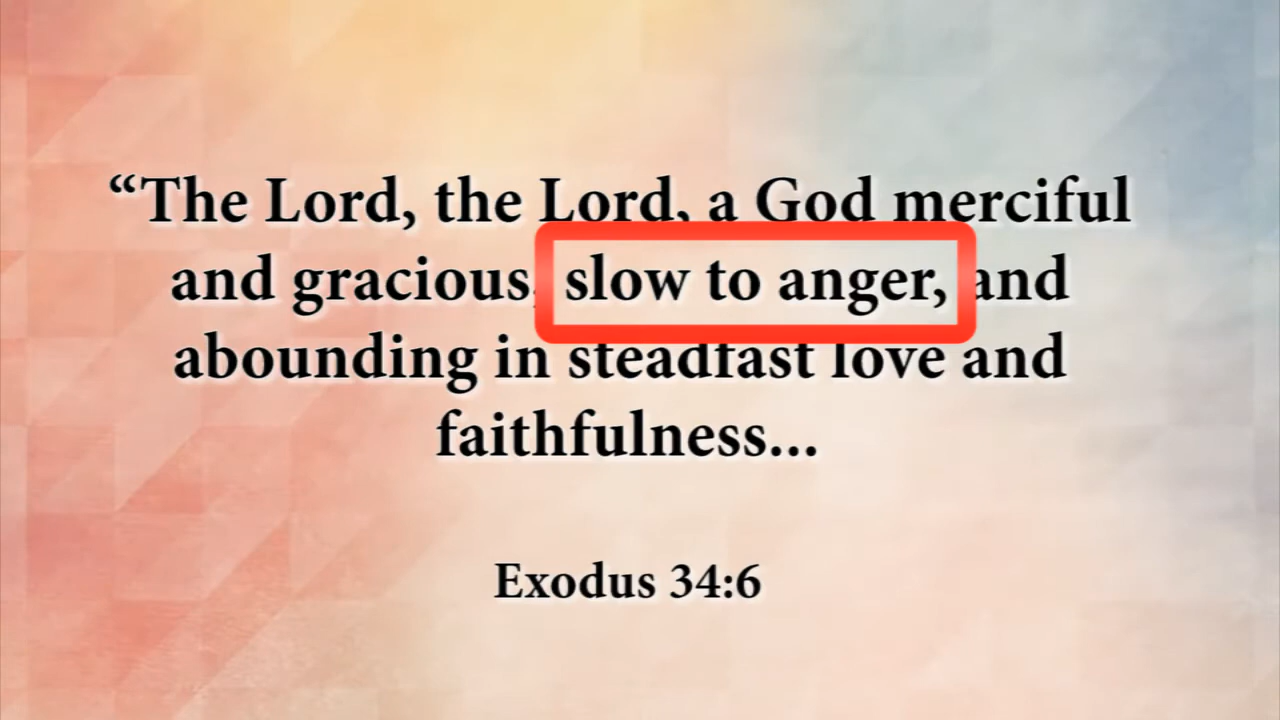 “The Lord, the Lord, a God merciful
and gracious, slow to anger, and
abounding in steadfast love and
faithfulness...
Exodus 34:6